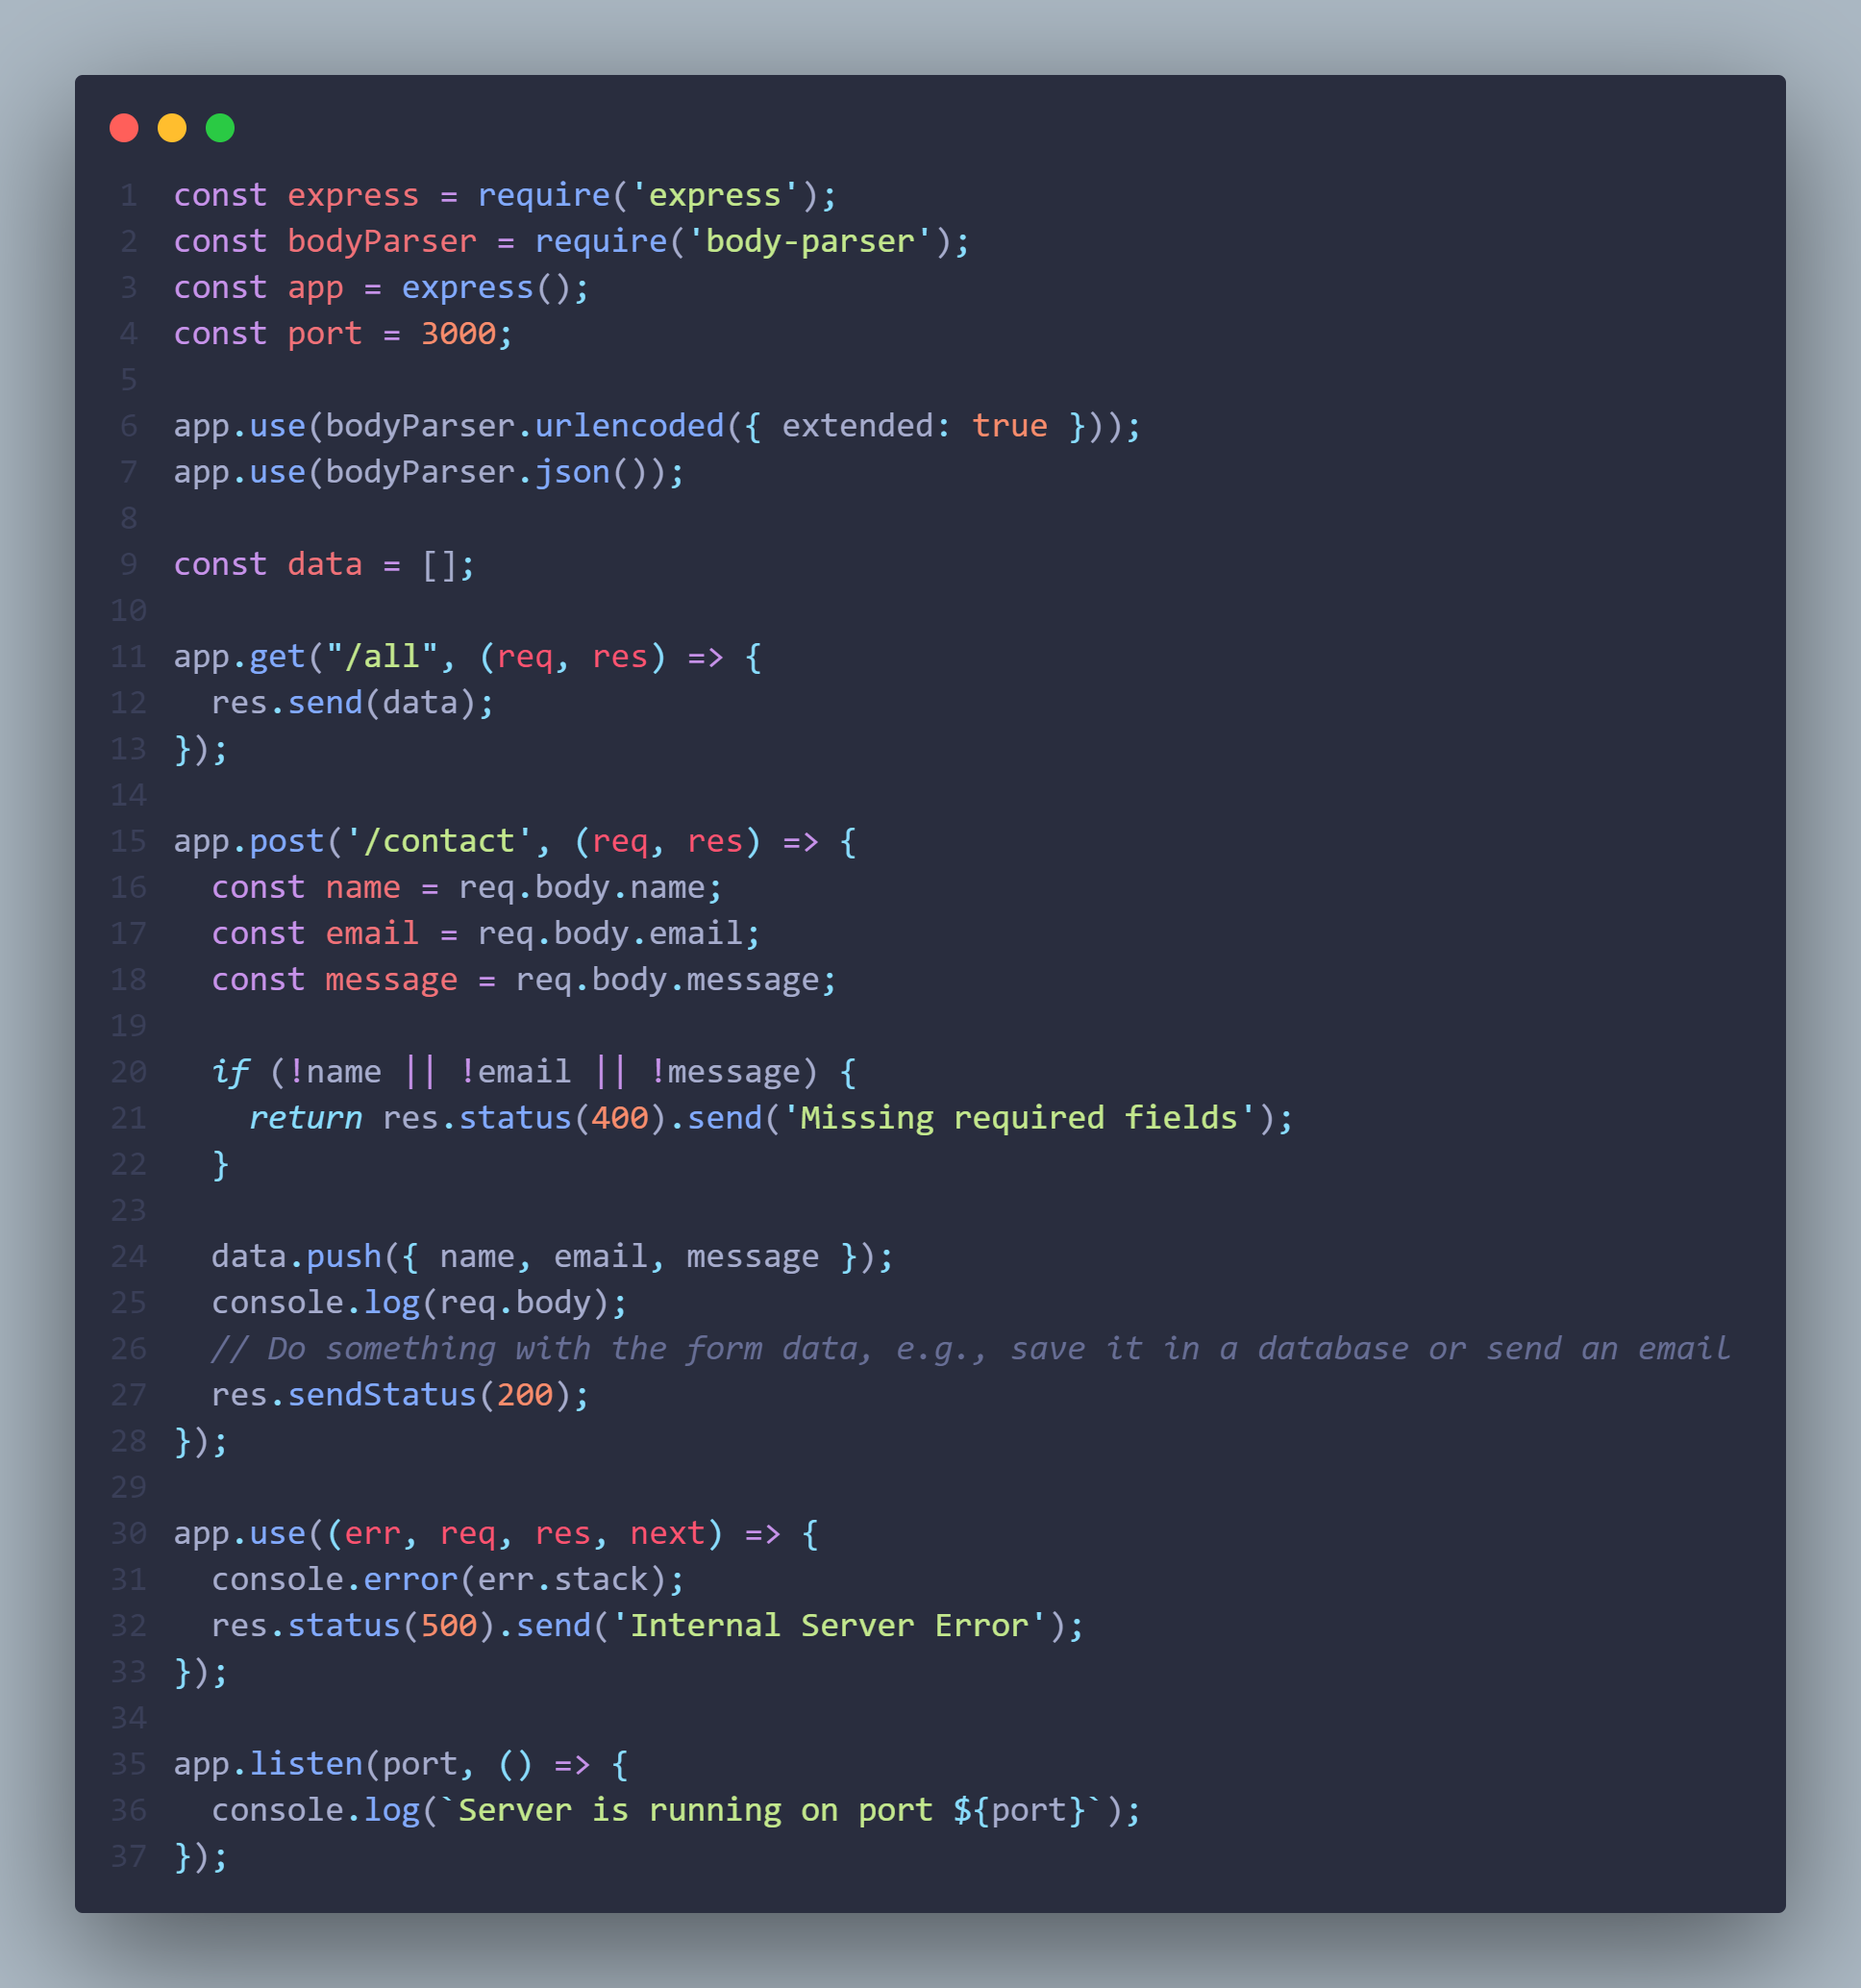 1 const express = require('express');
2 const bodyParser = require('body-parser');
3 const app = express();
4 const port = 3000;
5
6 app.use(bodyParser.urlencoded({ extended: true }));
7 app.use(bodyParser.json());
8
9 const data = [];
10
11 app.get("/all", (req, res) => {
12   res.send(data);
13 });
14
15 app.post('/contact', (req, res) => {
16   const name = req.body.name;
17   const email = req.body.email;
18   const message = req.body.message;
19
20   if (!name || !email || !message) {
21     return res.status(400).send('Missing required fields');
22   }
23
24   data.push({ name, email, message });
25   console.log(req.body);
26   // Do something with the form data, e.g., save it in a database or send an email
27   res.sendStatus(200);
28 });
29
30 app.use((err, req, res, next) => {
31   console.error(err.stack);
32   res.status(500).send('Internal Server Error');
33 });
34
35 app.listen(port, () => {
36   console.log(`Server is running on port ${port}`);
37 });